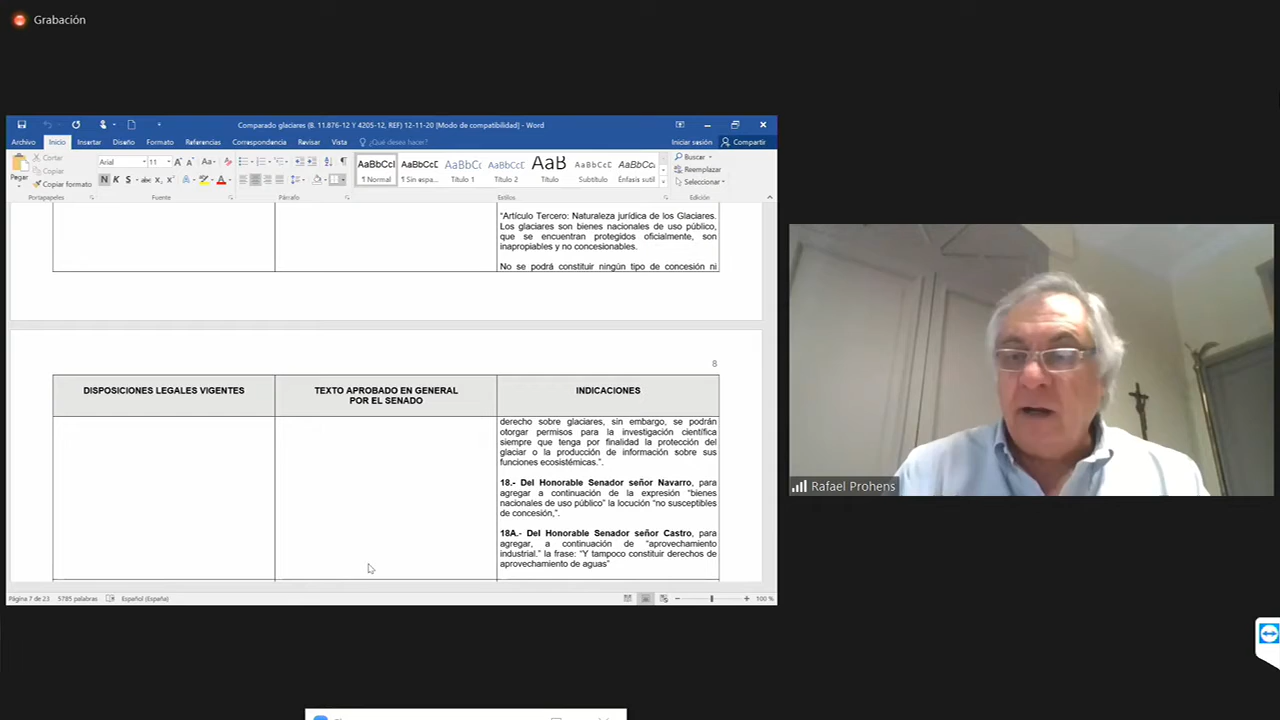 Grabación
Comparado glaciares (B. 11.876-12 Y 4205-12, REF) 12-11-20 [Modo de compatibilidad] - Word
Archivo Inicio Insertar Diseño Formato Referencias Correspondencia Revisar Vista ¿Qué desea hacer? Iniciar sesión Compartir
Pegar
Cortar
Copiar
Copiar formato
Arial 11
N K S abc x₂ x²
AaBbCcI AaBbCcD AaBbC AaBbCcE AaB AaBbCcD AaBbCcI
¶ Normal ¶ Sin espa... Título 1 Título 2 Título Subtítulo Énfasis sutil
Buscar
Reemplazar
Seleccionar
Portapapeles Fuente Párrafo Estilos Edición
“Artículo Tercero: Naturaleza jurídica de los Glaciares.
Los glaciares son bienes nacionales de uso público,
que se encuentran protegidos oficialmente, son
inapropiables y no concesionables.
No se podrá constituir ningún tipo de concesión ni
8
DISPOSICIONES LEGALES VIGENTES
TEXTO APROBADO EN GENERAL
POR EL SENADO
INDICACIONES
derecho sobre glaciares, sin embargo, se podrán
otorgar permisos para la investigación científica
siempre que tenga por finalidad la protección del
glaciar o la producción de información sobre sus
funciones ecosistémicas.”.
18.- Del Honorable Senador señor Navarro, para
agregar a continuación de la expresión “bienes
nacionales de uso público” la locución “no susceptibles
de concesión,”.
18A.- Del Honorable Senador señor Castro, para
agregar, a continuación de “aprovechamiento
industrial.” la frase: “Y tampoco constituir derechos de
aprovechamiento de aguas”
Página 7 de 23 5785 palabras Español (España) 100 %
Rafael Prohens